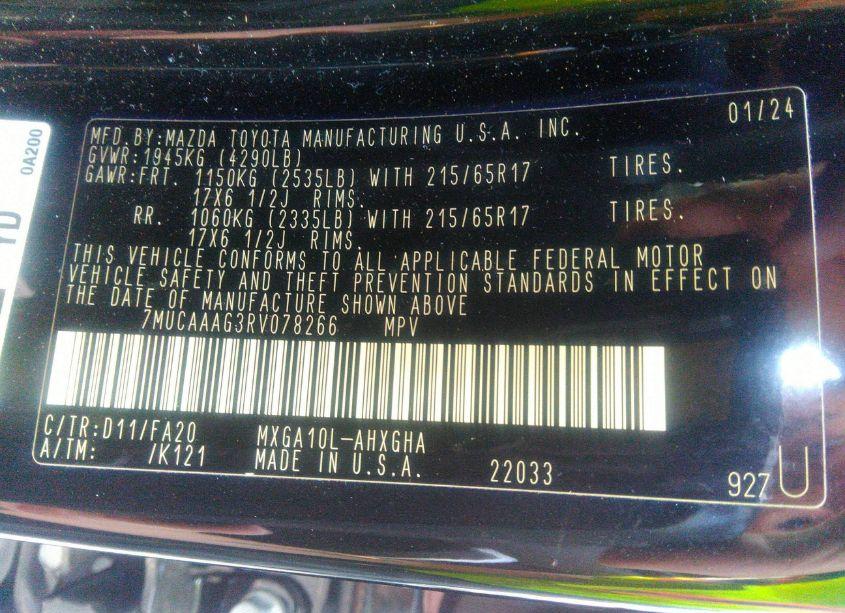 0A200
YD
MFD.BY:MAZDA TOYOTA MANUFACTURING U.S.A. INC. 01/24
GVWR:1945KG (4290LB)
GAWR:FRT. 1150KG (2535LB) WITH 215/65R17 TIRES.
17X6 1/2J RIMS.
RR. 1060KG (2335LB) WITH 215/65R17 TIRES.
17X6 1/2J RIMS.
THIS VEHICLE CONFORMS TO ALL APPLICABLE FEDERAL MOTOR
VEHICLE SAFETY AND THEFT PREVENTION STANDARDS IN EFFECT ON
THE DATE OF MANUFACTURE SHOWN ABOVE
7MUCAAAG3RV078266 MPV
C/TR:D11/FA20 MXGA10L-AHXGHA
A/TM: /K121 MADE IN U.S.A. 22033 927 U